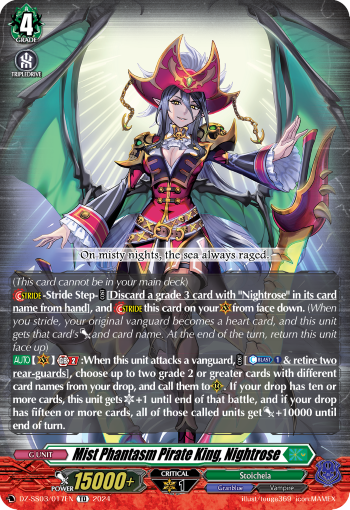 4
GRADE
TRIPLEDRIVE
On misty nights, the sea always raged.
(This card cannot be in your main deck)
STRIDE -Stride Step- [Discard a grade 3 card with "Nightrose" in its card
name from hand], and STRIDE this card on your from face down. (When
you stride, your original vanguard becomes a heart card, and this unit
gets that c's and card name. At the end of the turn, return this unit
face up)
AUTO 2 :When this unit attacks a vanguard, [C BLAST 1 & retire two
rear-guards], choose up to two grade 2 or greater cards with different
card names from your drop, and call them to . If your drop has ten or
more cards, this unit gets +1 until end of that battle, and if your drop
has fifteen or more cards, all of those called units get +10000 until
end of turn.
G UNIT
Mist Phantasm Pirate King, Nightrose
POWER 15000+
CRITICAL
1
Stoicheia
Granblue
Vampire
D DZ-SS03/017EN TD 2024
illust / touge369 icon:MAMEX